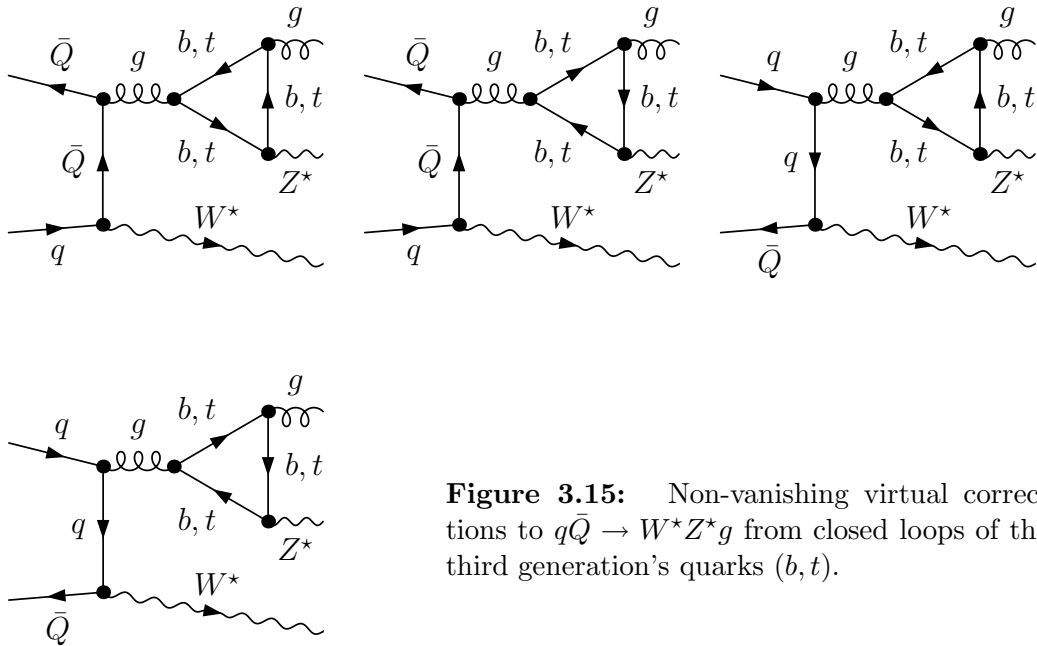 g
Q̄ g b, t
b, t
Q̄ b, t
Z⋆
W⋆
q
g
Q̄ g b, t
b, t
Q̄ b, t
Z⋆
W⋆
q
g
q g b, t
b, t
q b, t
Z⋆
W⋆
Q̄
g
q g b, t
b, t
q b, t
Z⋆
W⋆
Q̄
Figure 3.15: Non-vanishing virtual correc-
tions to qQ̄ → W⋆Z⋆g from closed loops of th
third generation's quarks (b, t).